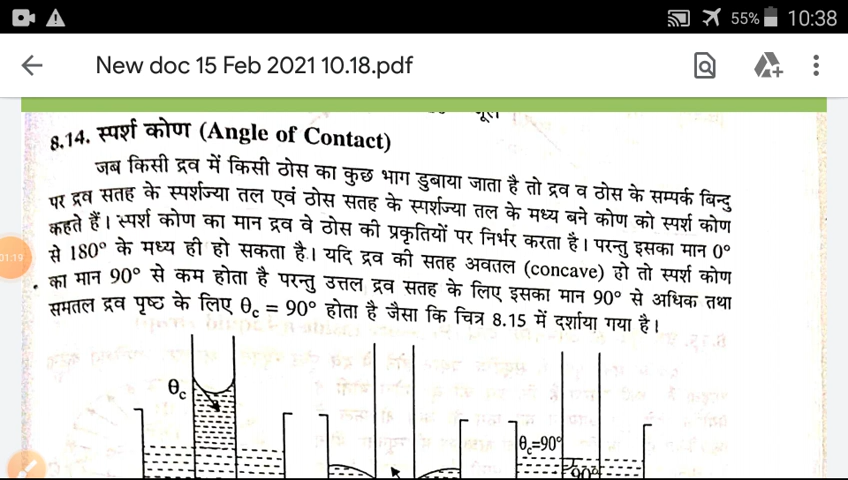 55% 10:38
New doc 15 Feb 2021 10.18.pdf
8.14. स्पर्श कोण (Angle of Contact)
जब किसी द्रव में किसी ठोस का कुछ भाग डुबाया जाता है तो द्रव व ठोस के सम्पर्क बिन्दु
पर द्रव सतह के स्पर्शज्या तल एवं ठोस सतह के स्पर्शज्या तल के मध्य बने कोण को स्पर्श कोण
कहते हैं। स्पर्श कोण का मान द्रव वे ठोस की प्रकृतियों पर निर्भर करता है। परन्तु इसका मान 0°
से 180° के मध्य ही हो सकता है। यदि द्रव की सतह अवतल (concave) हो तो स्पर्श कोण
01:19
का मान 90° से कम होता है परन्तु उत्तल द्रव सतह के लिए इसका मान 90° से अधिक तथा
समतल द्रव पृष्ठ के लिए θc = 90° होता है जैसा कि चित्र 8.15 में दर्शाया गया है।
θc
θc=90°
90°